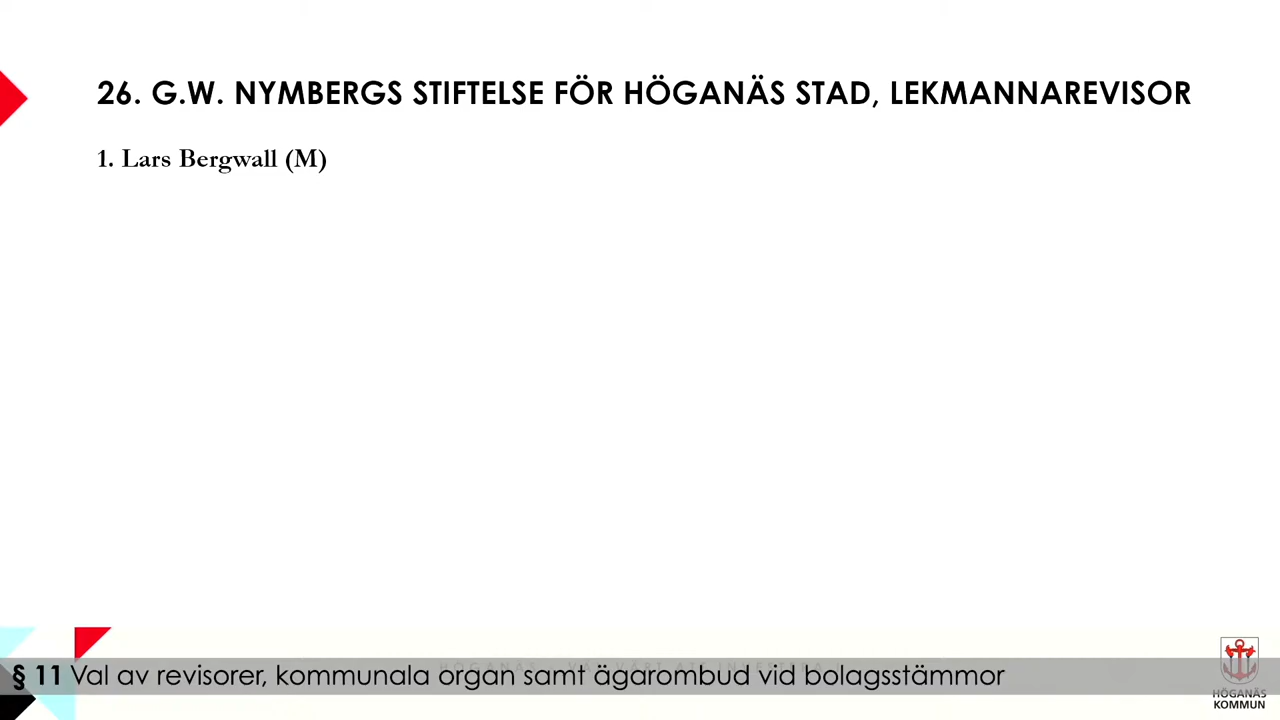 26. G.W. NYMBERGS STIFTELSE FÖR HÖGANÄS STAD, LEKMANNAREVISOR
1. Lars Bergwall (M)
§ 11 Val av revisorer, kommunala organ samt ägarombud vid bolagsstämmor
HÖGANÄS
KOMMUN